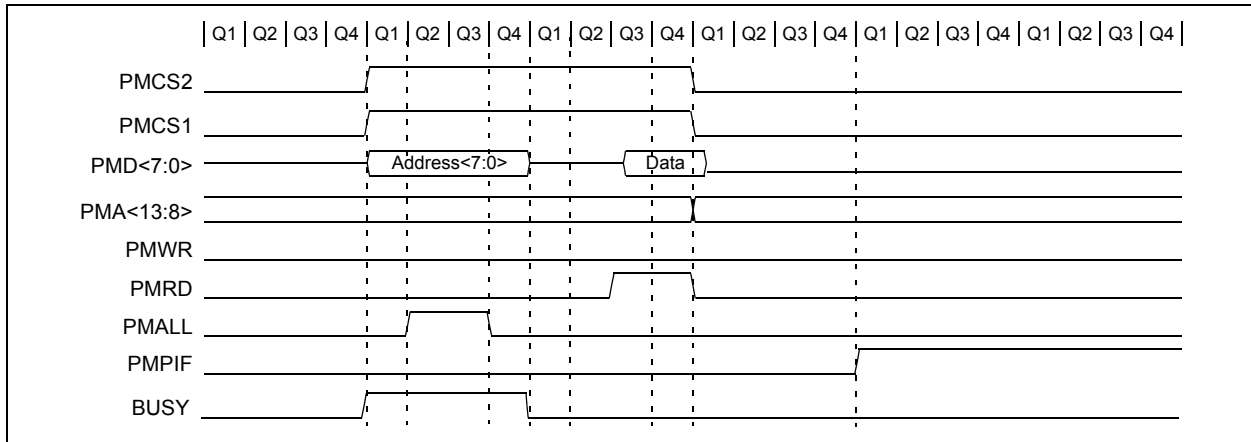 Q1 Q2 Q3 Q4 Q1 Q2 Q3 Q4 Q1 Q2 Q3 Q4 Q1 Q2 Q3 Q4 Q1 Q2 Q3 Q4 Q1 Q2 Q3 Q4
PMCS2
PMCS1
PMD<7:0> Address<7:0> Data
PMA<13:8>
PMWR
PMRD
PMALL
PMPIF
BUSY